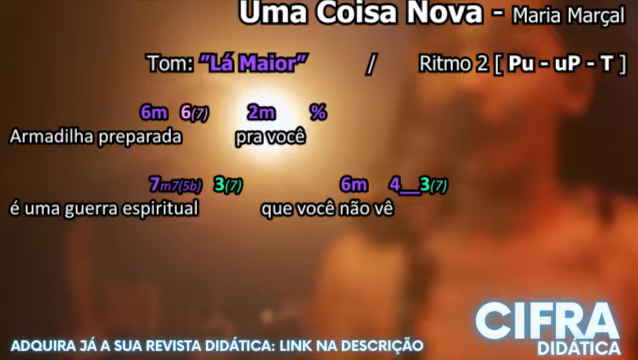 Uma Coisa Nova - Maria Marçal
Tom: "Lá Maior" / Ritmo 2 [ Pu - uP - T ]
6m 6(7) 2m %
Armadilha preparada pra você
7m7(5b) 3(7) 6m 4__3(7)
é uma guerra espiritual que você não vê
CIFRA
DIDÁTICA
ADQUIRA JÁ A SUA REVISTA DIDÁTICA: LINK NA DESCRIÇÃO